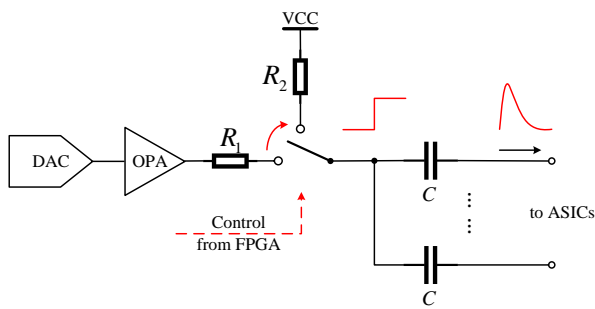 VCC
R2
R1
DAC
OPA
C
Control
from FPGA
to ASICs
C